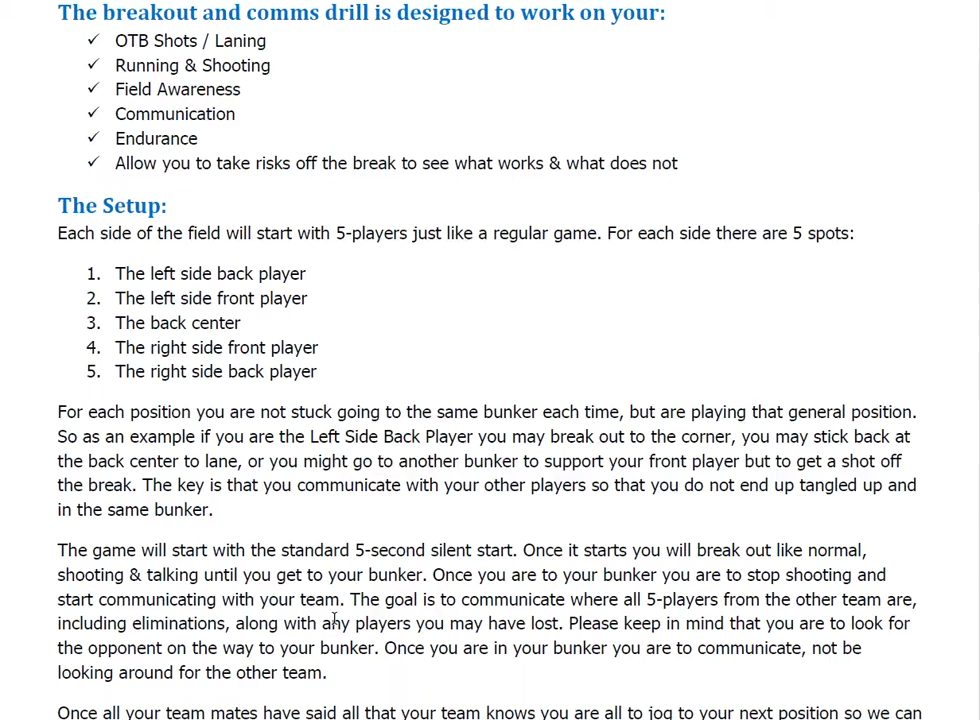 The breakout and comms drill is designed to work on your:
✓ OTB Shots / Laning
✓ Running & Shooting
✓ Field Awareness
✓ Communication
✓ Endurance
✓ Allow you to take risks off the break to see what works & what does not
The Setup:
Each side of the field will start with 5-players just like a regular game. For each side there are 5 spots:
1. The left side back player
2. The left side front player
3. The back center
4. The right side front player
5. The right side back player
For each position you are not stuck going to the same bunker each time, but are playing that general position.
So as an example if you are the Left Side Back Player you may break out to the corner, you may stick back at
the back center to lane, or you might go to another bunker to support your front player but to get a shot off
the break. The key is that you communicate with your other players so that you do not end up tangled up and
in the same bunker.
The game will start with the standard 5-second silent start. Once it starts you will break out like normal,
shooting & talking until you get to your bunker. Once you are to your bunker you are to stop shooting and
start communicating with your team. The goal is to communicate where all 5-players from the other team are,
including eliminations, along with any players you may have lost. Please keep in mind that you are to look for
the opponent on the way to your bunker. Once you are in your bunker you are to communicate, not be
looking around for the other team.
Once all your team mates have said all that your team knows you are all to jog to your next position so we can